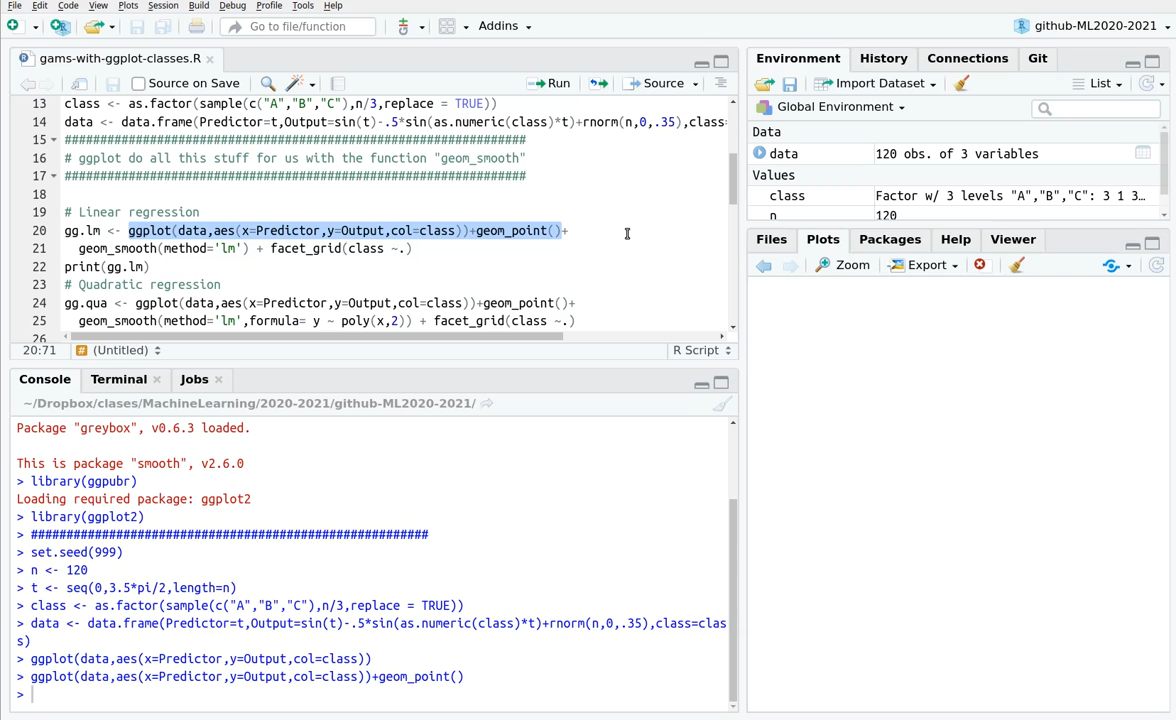 File Edit Code View Plots Session Build Debug Profile Tools Help
Go to file/function Addins github-ML2020-2021
gams-with-ggplot-classes.R
Source on Save Run Source
13 class <- as.factor(sample(c("A","B","C"),n/3,replace = TRUE))
14 data <- data.frame(Predictor=t,Output=sin(t)-.5*sin(as.numeric(class)*t)+rnorm(n,0,.35),class=
15 #################################################################
16 # ggplot do all this stuff for us with the function "geom_smooth"
17 #################################################################
18
19 # Linear regression
20 gg.lm <- ggplot(data,aes(x=Predictor,y=Output,col=class))+geom_point()+
21 geom_smooth(method='lm') + facet_grid(class ~.)
22 print(gg.lm)
23 # Quadratic regression
24 gg.qua <- ggplot(data,aes(x=Predictor,y=Output,col=class))+geom_point()+
25 geom_smooth(method='lm',formula= y ~ poly(x,2)) + facet_grid(class ~.)
26
20:71 # (Untitled) R Script
Console Terminal Jobs
~/Dropbox/clases/MachineLearning/2020-2021/github-ML2020-2021/
Package "greybox", v0.6.3 loaded.
This is package "smooth", v2.6.0
> library(ggpubr)
Loading required package: ggplot2
> library(ggplot2)
> ########################################################
> set.seed(999)
> n <- 120
> t <- seq(0,3.5*pi/2,length=n)
> class <- as.factor(sample(c("A","B","C"),n/3,replace = TRUE))
> data <- data.frame(Predictor=t,Output=sin(t)-.5*sin(as.numeric(class)*t)+rnorm(n,0,.35),class=clas
s)
> ggplot(data,aes(x=Predictor,y=Output,col=class))
> ggplot(data,aes(x=Predictor,y=Output,col=class))+geom_point()
>
Environment History Connections Git
Import Dataset List
Global Environment
Data
data 120 obs. of 3 variables
Values
class Factor w/ 3 levels "A","B","C": 3 1 3…
n 120
Files Plots Packages Help Viewer
Zoom Export